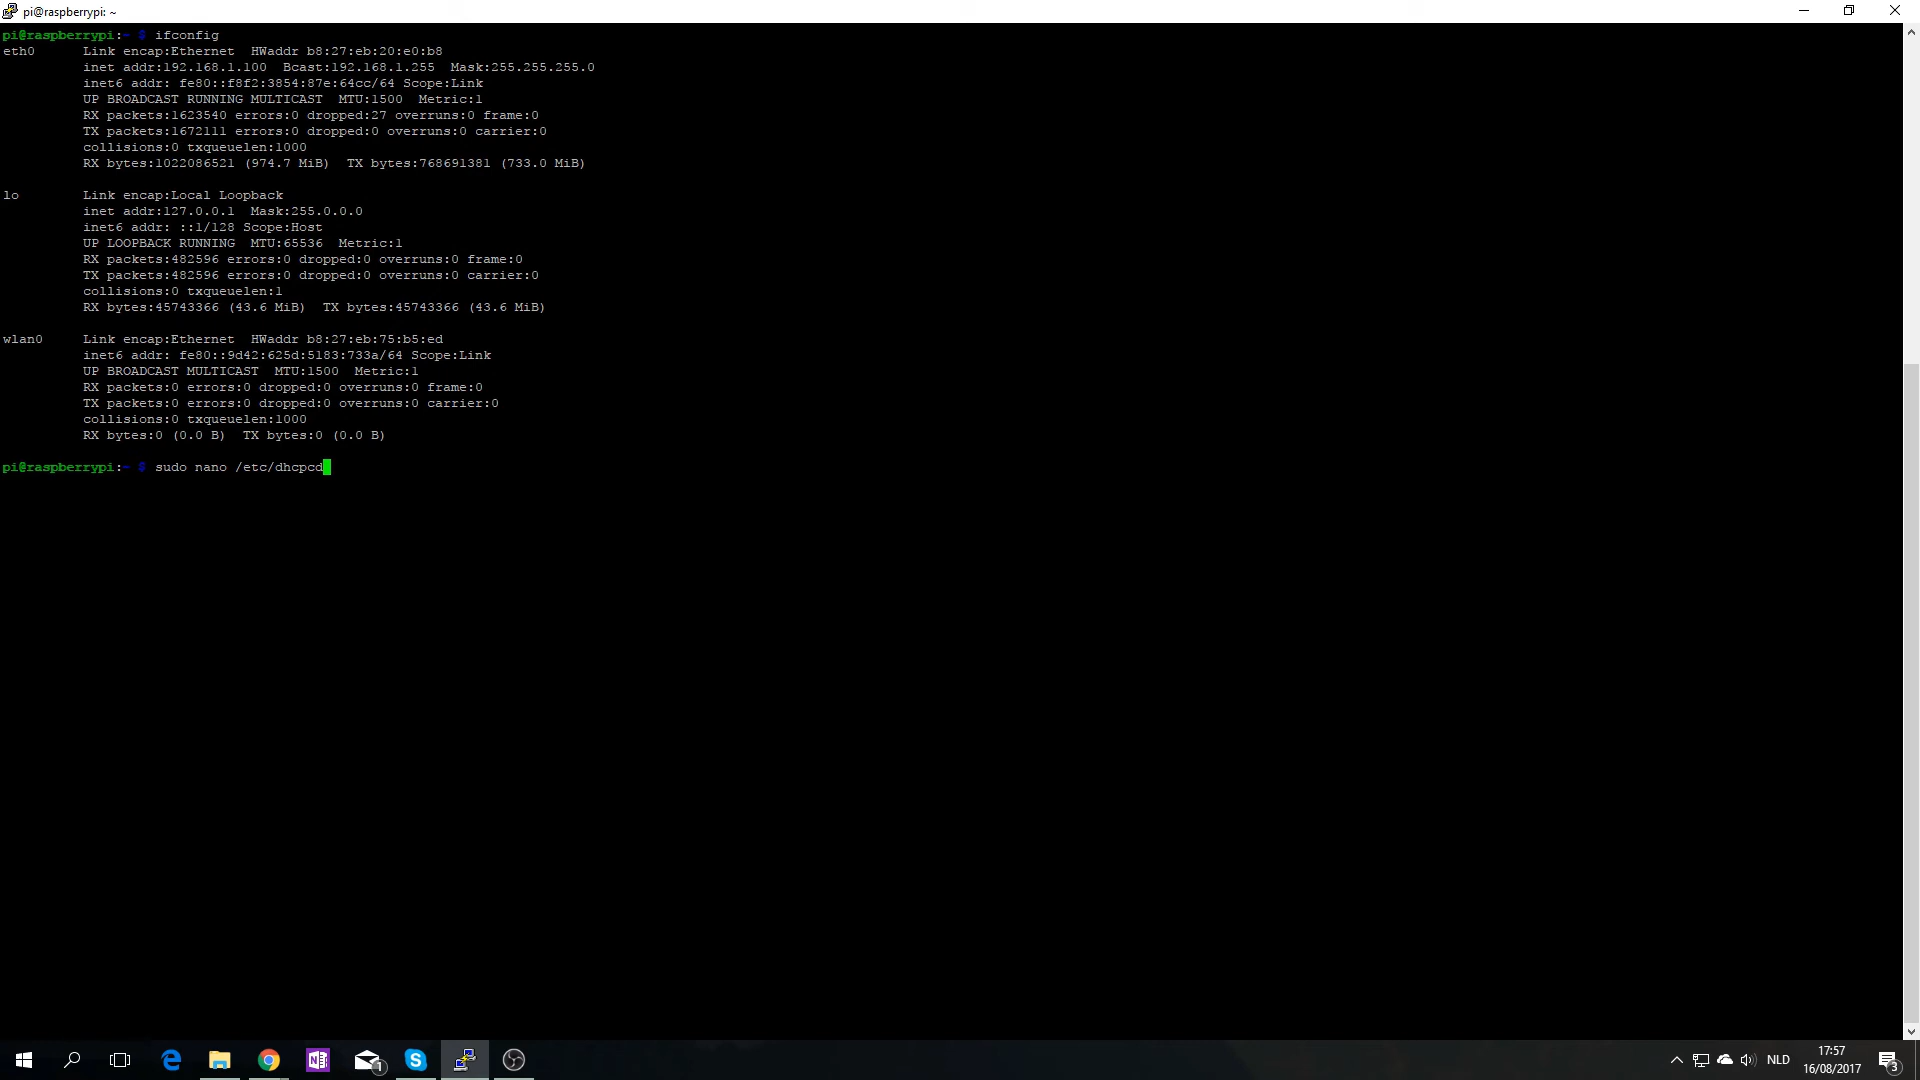 pi@raspberrypi: ~
pi@raspberrypi:~ $ ifconfig
eth0      Link encap:Ethernet  HWaddr b8:27:eb:20:e0:b8
          inet addr:192.168.1.100  Bcast:192.168.1.255  Mask:255.255.255.0
          inet6 addr: fe80::f8f2:3854:87e:64cc/64 Scope:Link
          UP BROADCAST RUNNING MULTICAST  MTU:1500  Metric:1
          RX packets:1623540 errors:0 dropped:27 overruns:0 frame:0
          TX packets:1672111 errors:0 dropped:0 overruns:0 carrier:0
          collisions:0 txqueuelen:1000
          RX bytes:1022086521 (974.7 MiB)  TX bytes:768691381 (733.0 MiB)
lo        Link encap:Local Loopback
          inet addr:127.0.0.1  Mask:255.0.0.0
          inet6 addr: ::1/128 Scope:Host
          UP LOOPBACK RUNNING  MTU:65536  Metric:1
          RX packets:482596 errors:0 dropped:0 overruns:0 frame:0
          TX packets:482596 errors:0 dropped:0 overruns:0 carrier:0
          collisions:0 txqueuelen:1
          RX bytes:45743366 (43.6 MiB)  TX bytes:45743366 (43.6 MiB)
wlan0     Link encap:Ethernet  HWaddr b8:27:eb:75:b5:ed
          inet6 addr: fe80::9d42:625d:5183:733a/64 Scope:Link
          UP BROADCAST MULTICAST  MTU:1500  Metric:1
          RX packets:0 errors:0 dropped:0 overruns:0 frame:0
          TX packets:0 errors:0 dropped:0 overruns:0 carrier:0
          collisions:0 txqueuelen:1000
          RX bytes:0 (0.0 B)  TX bytes:0 (0.0 B)
pi@raspberrypi:~ $ sudo nano /etc/dhcpcd
1
NLD
17:57
16/08/2017
3